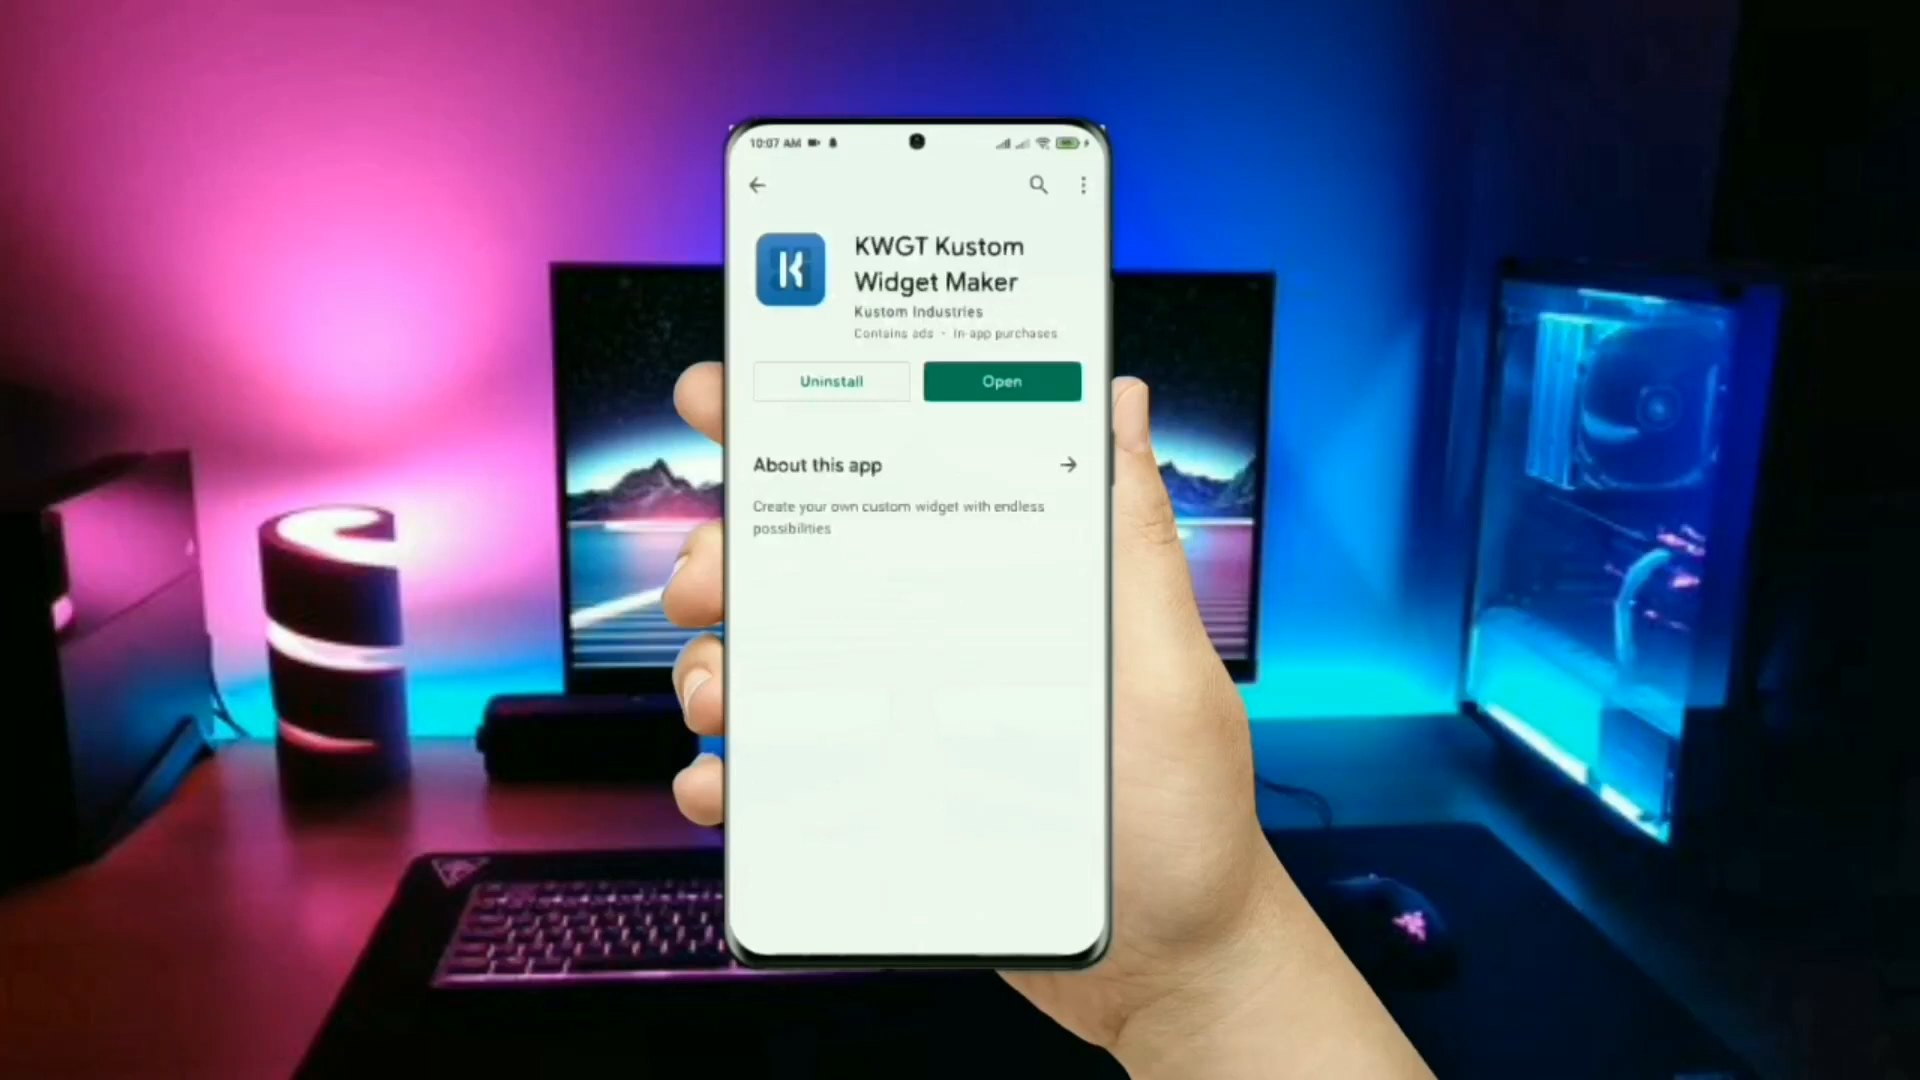 10:07 AM
KWGT Kustom
Widget Maker
Kustom Industries
Contains ads • In-app purchases
Uninstall
Open
About this app
Create your own custom widget with endless
possibilities